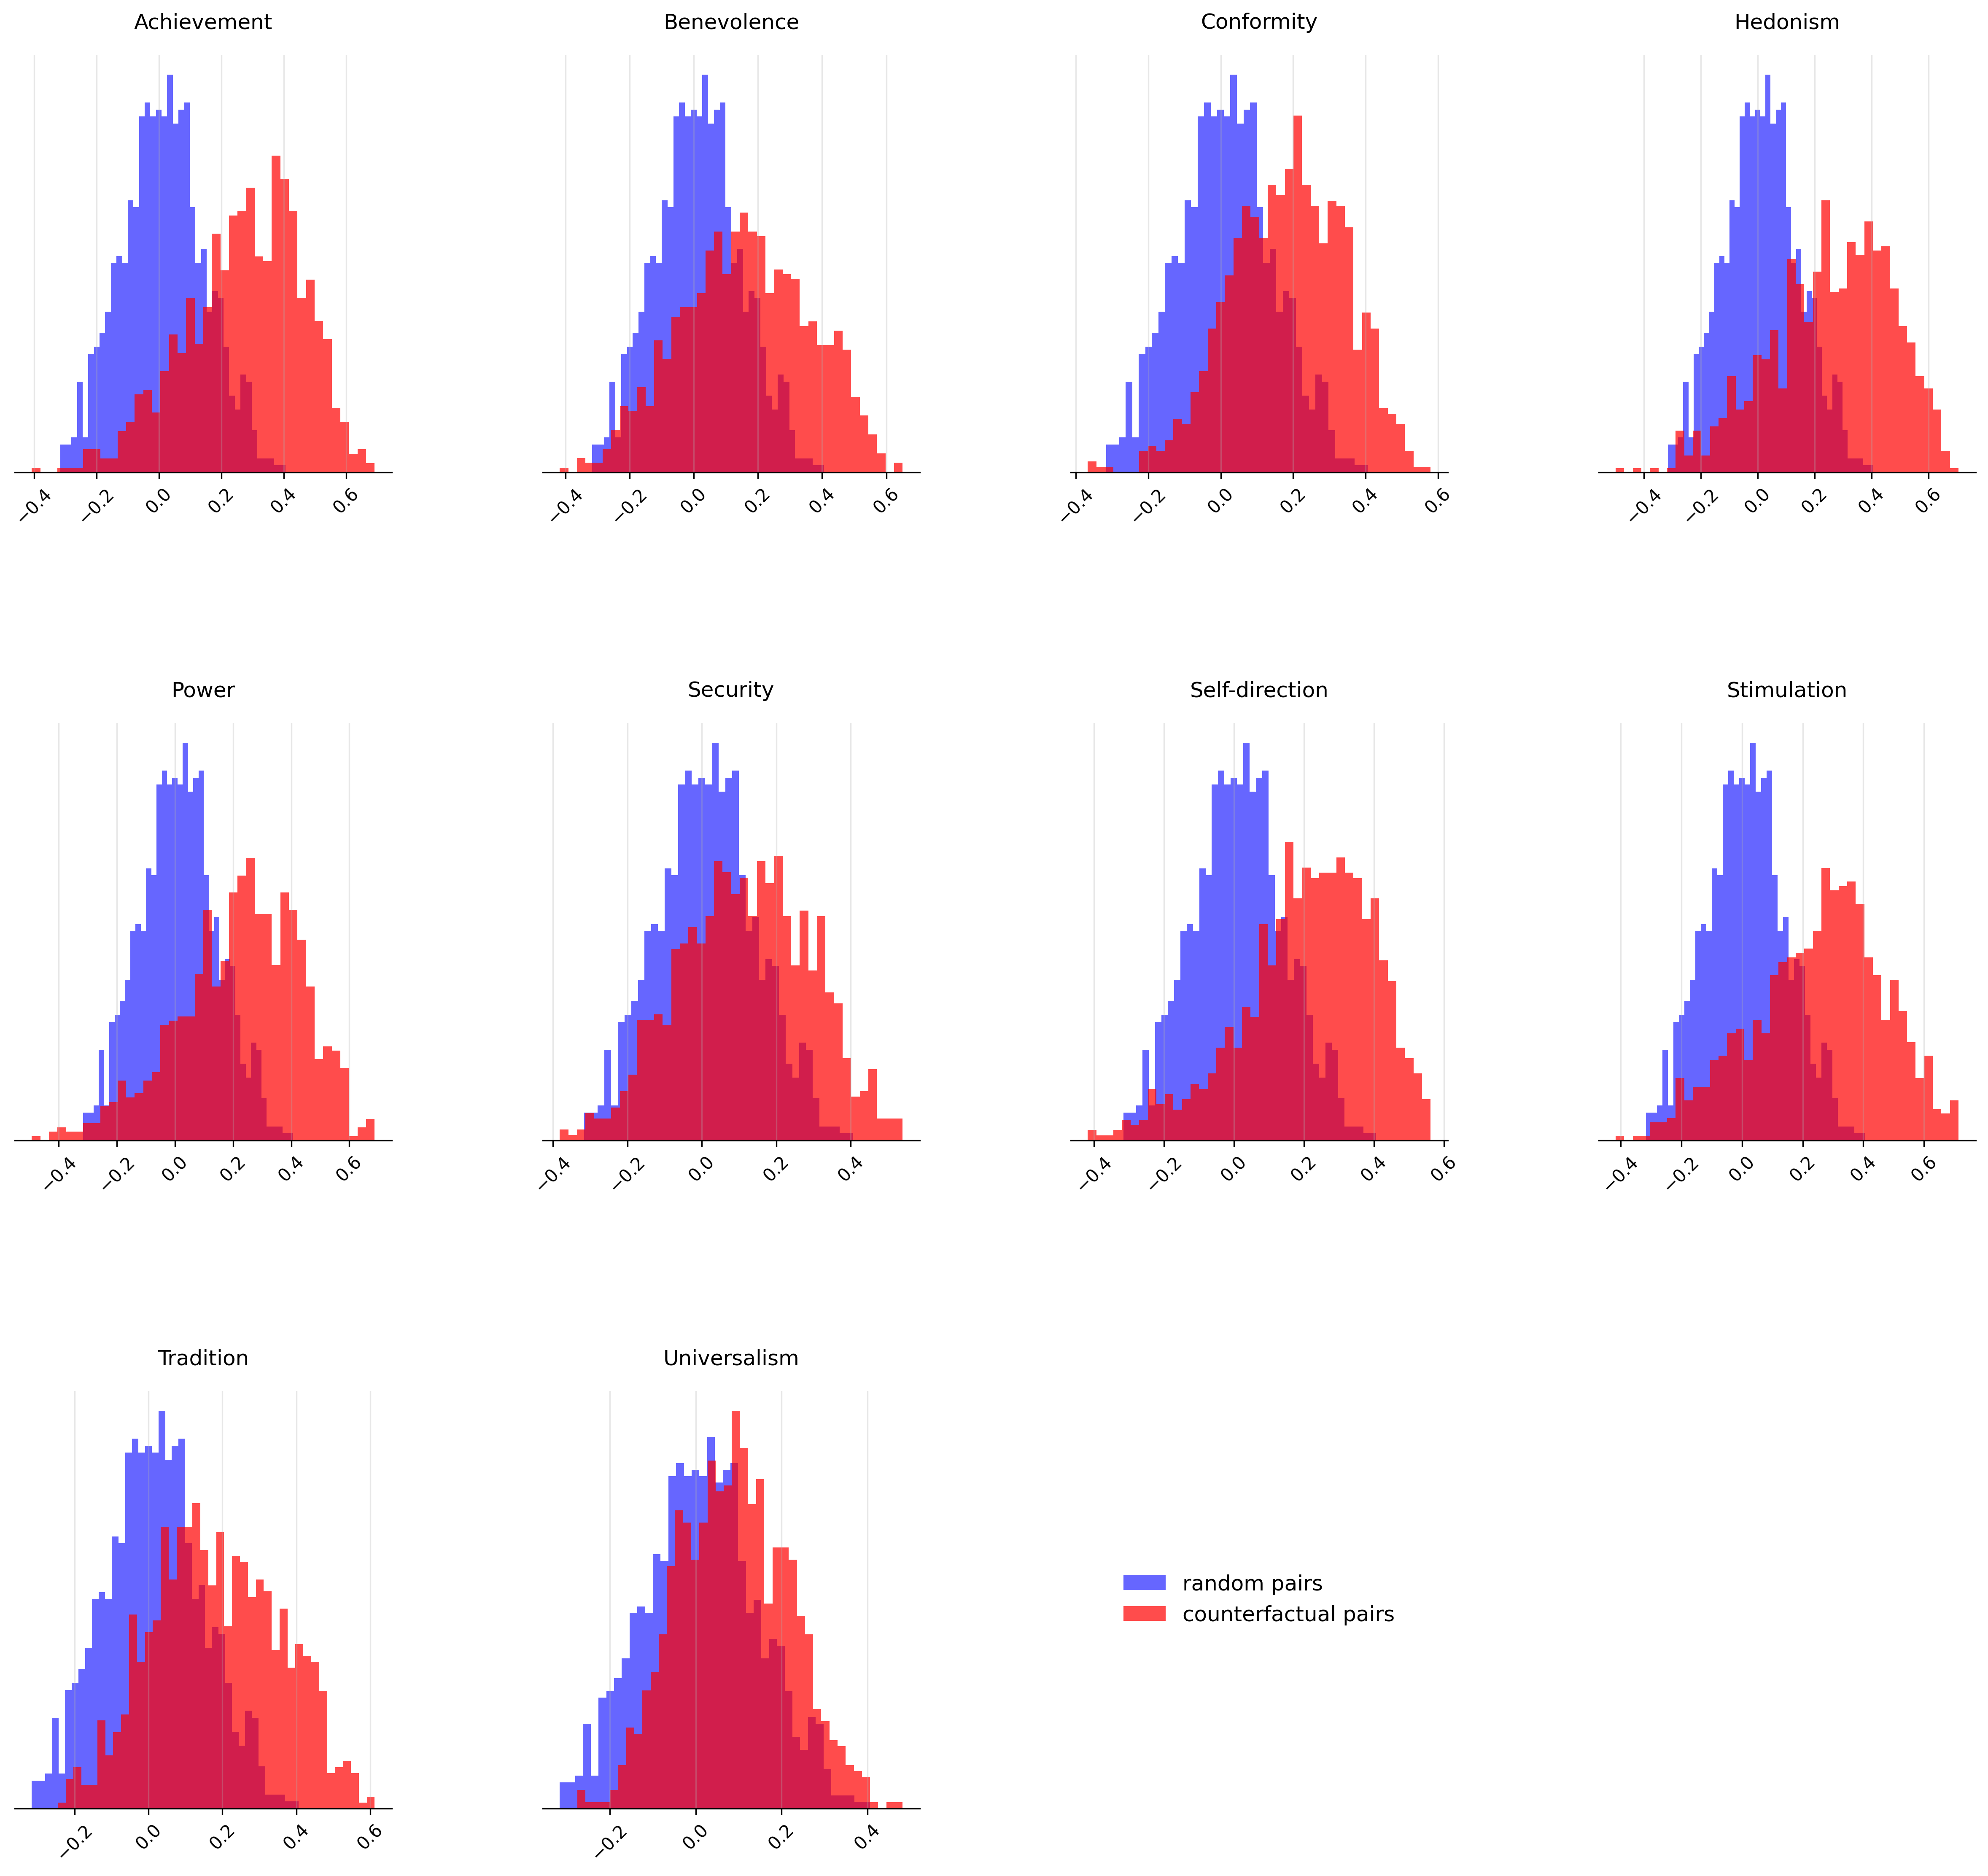 Achievement Benevolence Conformity Hedonism
−0.4 −0.2 0.0 0.2 0.4 0.6 −0.4 −0.2 0.0 0.2 0.4 0.6 −0.4 −0.2 0.0 0.2 0.4 0.6 −0.4 −0.2 0.0 0.2 0.4 0.6
Power Security Self-direction Stimulation
−0.4 −0.2 0.0 0.2 0.4 0.6 −0.4 −0.2 0.0 0.2 0.4 −0.4 −0.2 0.0 0.2 0.4 0.6 −0.4 −0.2 0.0 0.2 0.4 0.6
Tradition Universalism
random pairs
counterfactual pairs
−0.2 0.0 0.2 0.4 0.6 −0.2 0.0 0.2 0.4